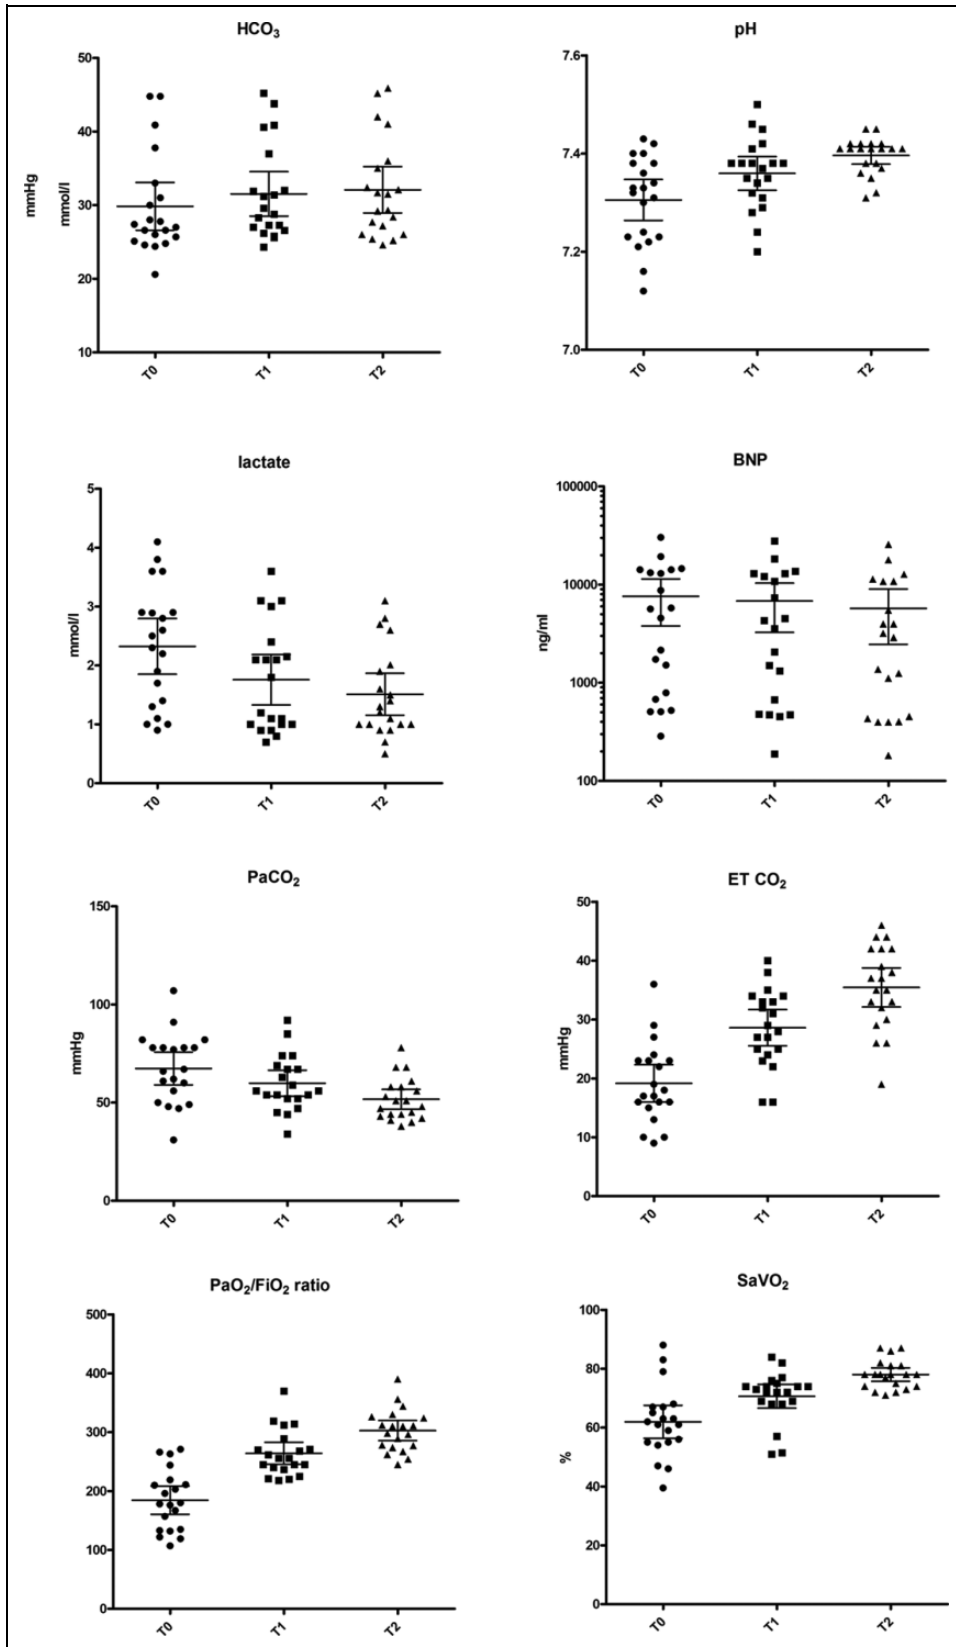 HCO₃
mmHg
mmol/l
50
40
30
20
10
T0
T1
T2
pH
7.6
7.4
7.2
7.0
T0
T1
T2
lactate
mmol/l
5
4
3
2
1
0
T0
T1
T2
BNP
ng/ml
100000
10000
1000
100
T0
T1
T2
PaCO₂
mmHg
150
100
50
0
T0
T1
T2
ET CO₂
mmHg
50
40
30
20
10
0
T0
T1
T2
PaO₂/FiO₂ ratio
500
400
300
200
100
0
T0
T1
T2
SaVO₂
%
100
80
60
40
20
0
T0
T1
T2